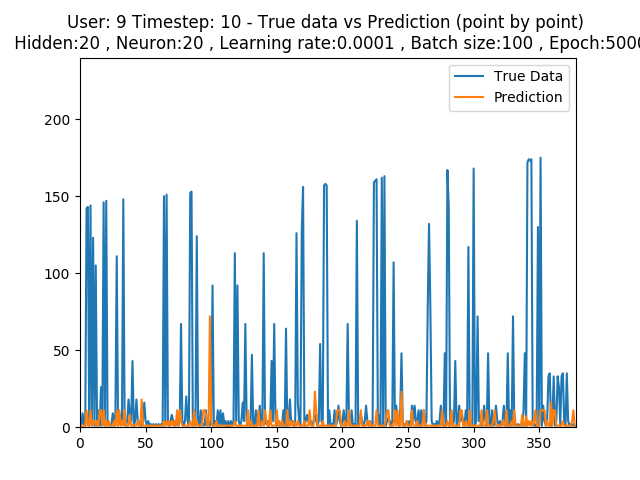 User: 9 Timestep: 10 - True data vs Prediction (point by point)
Hidden:20 , Neuron:20 , Learning rate:0.0001 , Batch size:100 , Epoch:5000
True Data
Prediction
200
150
100
50
0
0 50 100 150 200 250 300 350